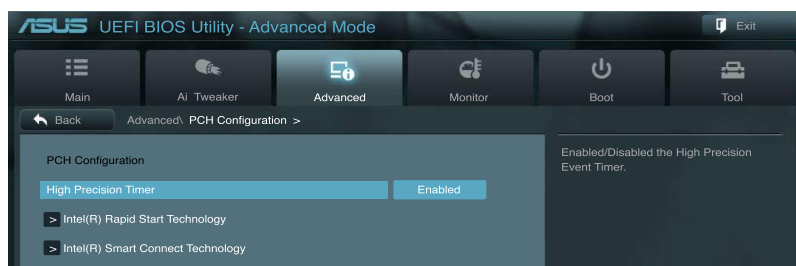 ASUS UEFI BIOS Utility - Advanced Mode
Exit
Main
Ai Tweaker
Advanced
Monitor
Boot
Tool
Back
Advanced\ PCH Configuration >
PCH Configuration
High Precision Timer
Enabled
> Intel(R) Rapid Start Technology
> Intel(R) Smart Connect Technology
Enabled/Disabled the High Precision
Event Timer.